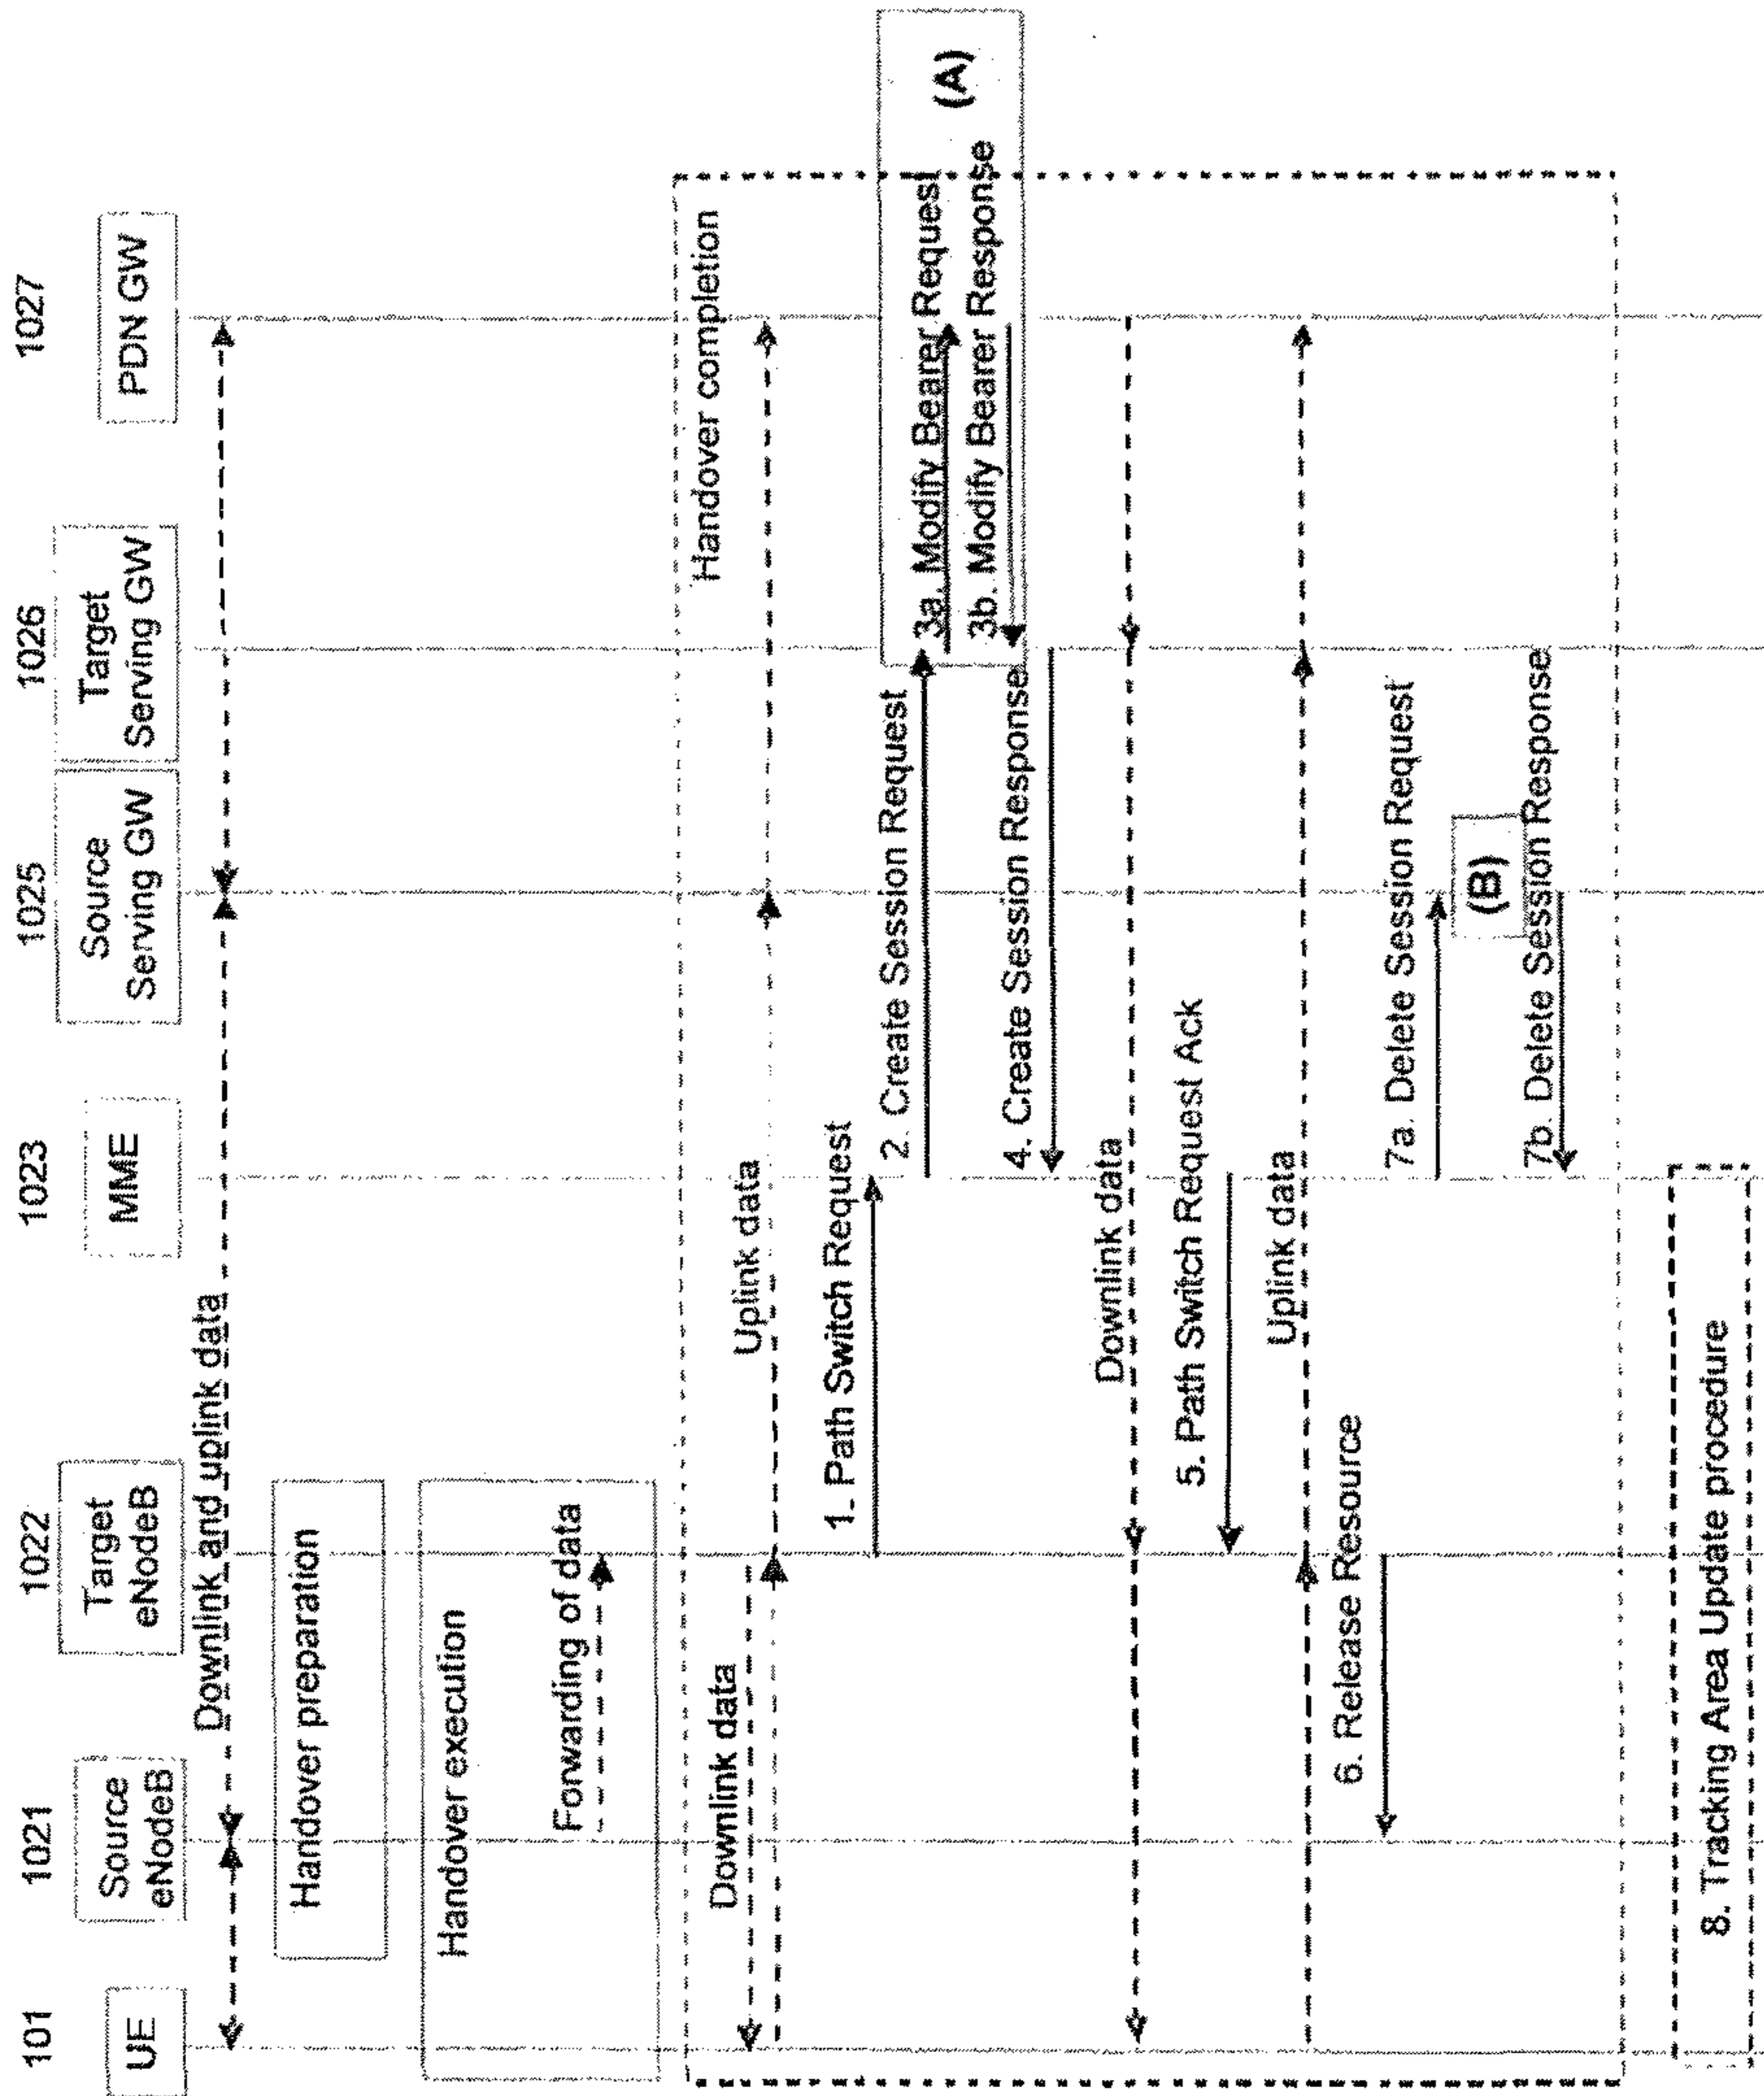 101
1021
1022
1023
1025
1026
1027
UE
Source
eNodeB
Target
eNodeB
MME
Source
Serving GW
Target
Serving GW
PDN GW
Downlink and uplink data
Handover preparation
Handover execution
Forwarding of data
Handover completion
Downlink data
Uplink data
1. Path Switch Request
2. Create Session Request
3a. Modify Bearer Request
(A)
3b. Modify Bearer Response
4. Create Session Response
Downlink data
5. Path Switch Request Ack
Uplink data
6. Release Resource
7a. Delete Session Request
(B)
7b. Delete Session Response
8. Tracking Area Update procedure